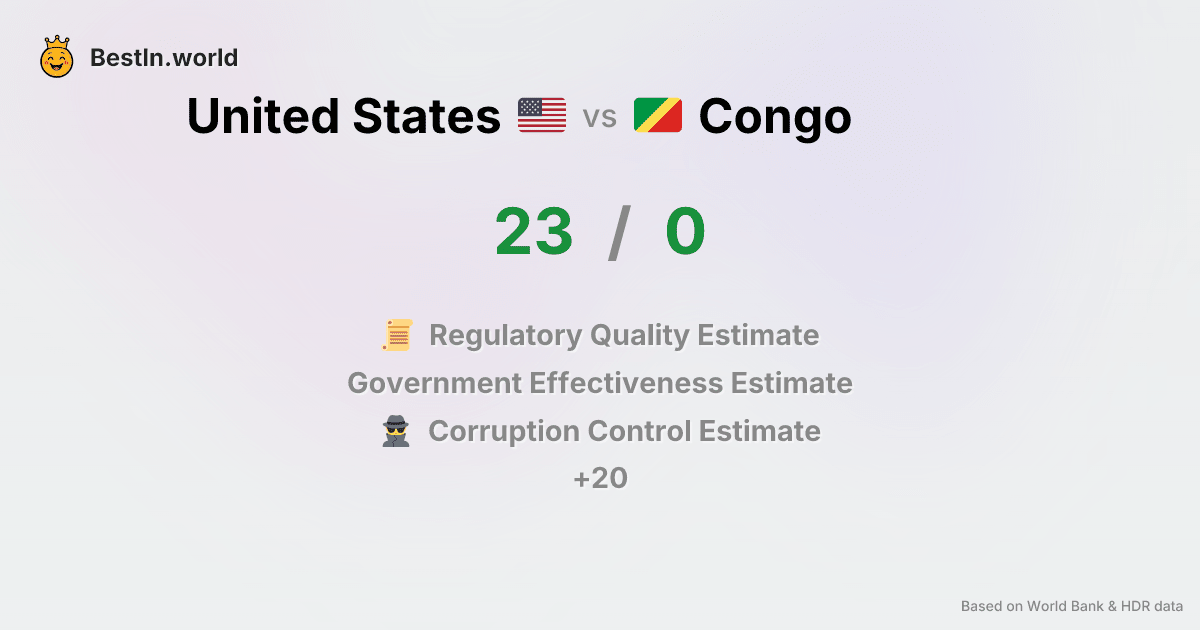 BestIn.world
United States vs Congo
23 / 0
Regulatory Quality Estimate
Government Effectiveness Estimate
Corruption Control Estimate
+20
Based on World Bank & HDR data